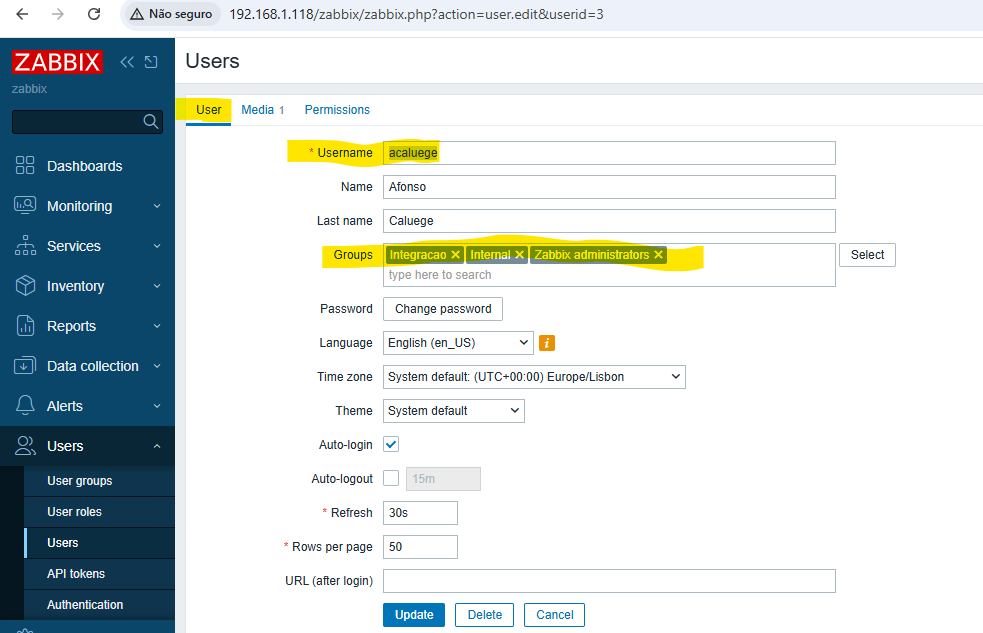 Não seguro 192.168.1.118/zabbix/zabbix.php?action=user.edit&userid=3
ZABBIX
zabbix
Dashboards
Monitoring
Services
Inventory
Reports
Data collection
Alerts
Users
User groups
User roles
Users
API tokens
Authentication
Users
User Media 1 Permissions
* Username acaluege
Name Afonso
Last name Caluege
Groups Integracao Internal Zabbix administrators Select
type here to search
Password Change password
Language English (en_US) i
Time zone System default: (UTC+00:00) Europe/Lisbon
Theme System default
Auto-login
Auto-logout 15m
* Refresh 30s
* Rows per page 50
URL (after login)
Update Delete Cancel